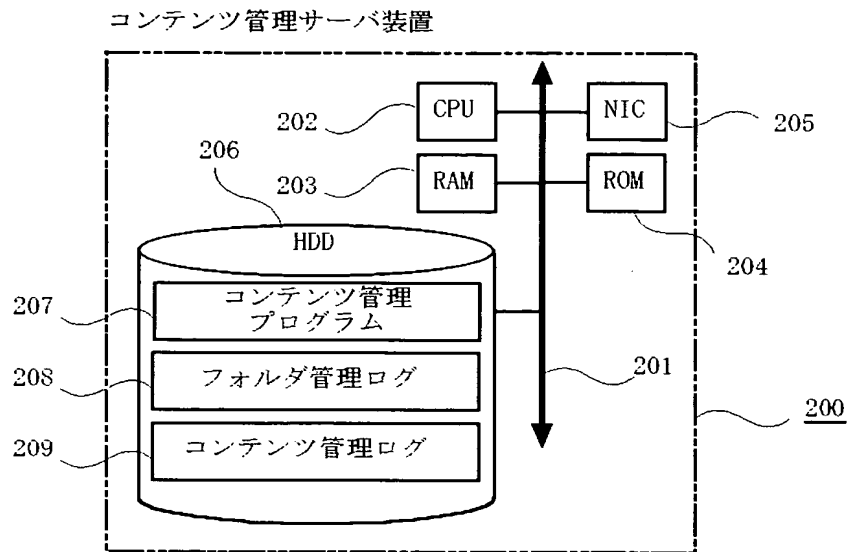 コンテンツ管理サーバ装置
202
CPU
NIC
205
206
203
RAM
ROM
204
HDD
207
コンテンツ管理
プログラム
208
フォルダ管理ログ
201
200
209
コンテンツ管理ログ